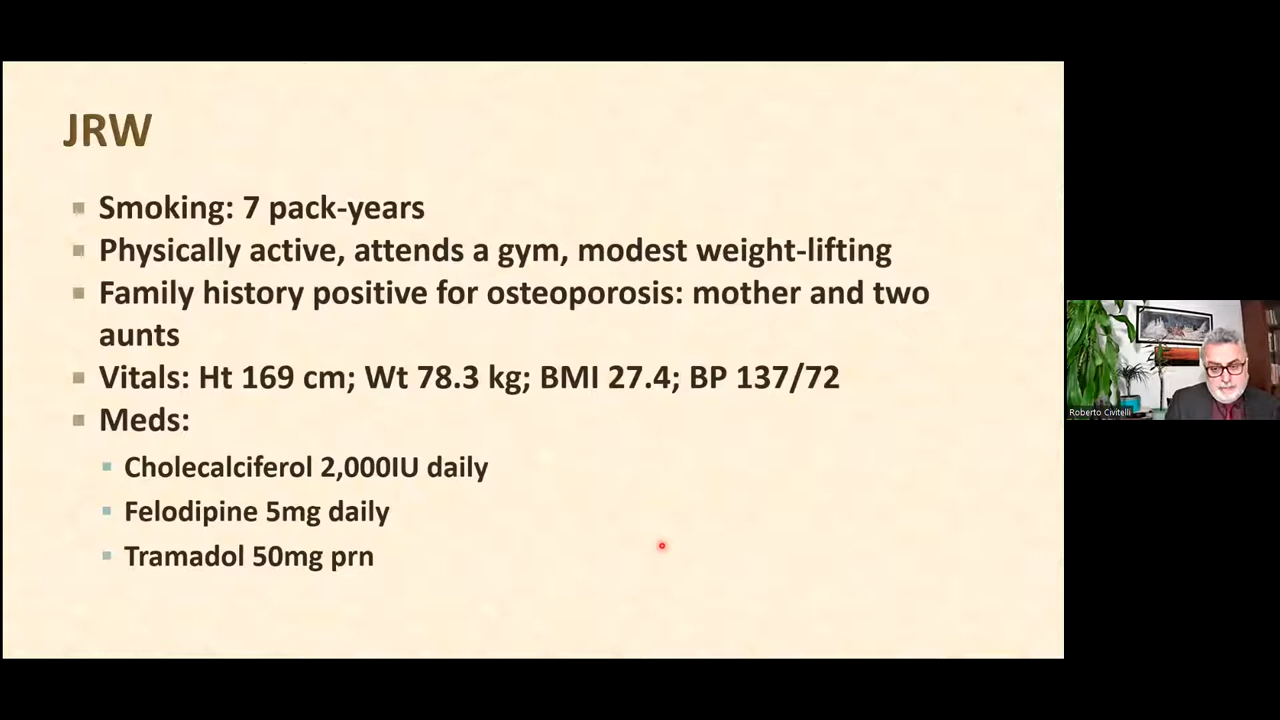 JRW
Smoking: 7 pack-years
Physically active, attends a gym, modest weight-lifting
Family history positive for osteoporosis: mother and two
aunts
Vitals: Ht 169 cm; Wt 78.3 kg; BMI 27.4; BP 137/72
Meds:
Cholecalciferol 2,000IU daily
Felodipine 5mg daily
Tramadol 50mg prn
Roberto Civitelli